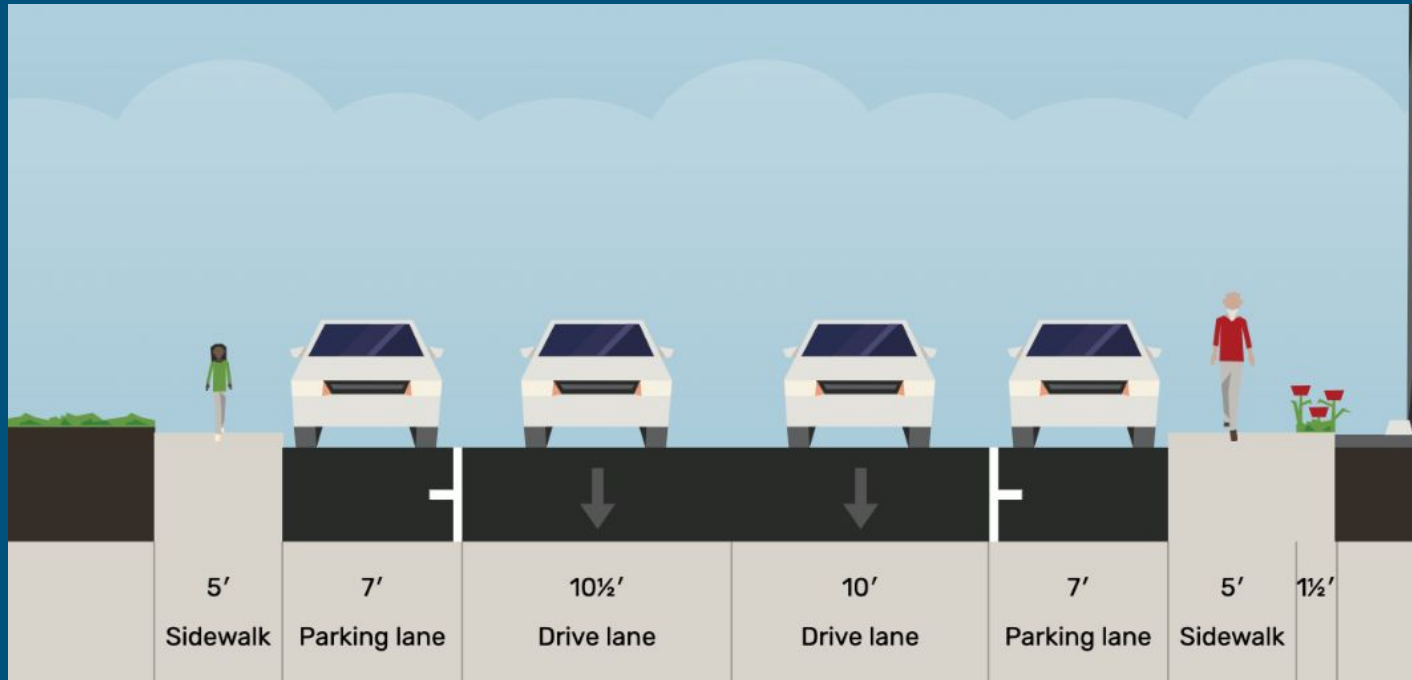 5′ 7′ 10½′ 10′ 7′ 5′ 1½′
Sidewalk Parking lane Drive lane Drive lane Parking lane Sidewalk